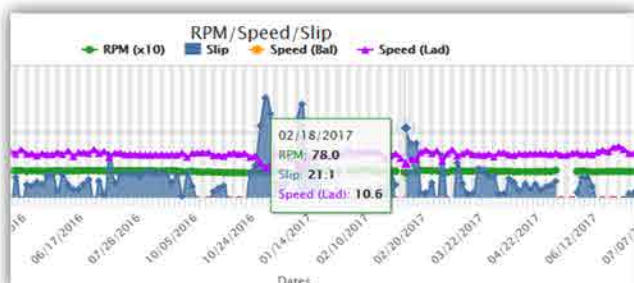 RPM/Speed/Slip
RPM (x10) Slip Speed (Bal) Speed (Lad)
02/18/2017
RPM: 78.0
Slip: 21.1
Speed (Lad): 10.6
06/17/2016 07/26/2016 10/05/2016 10/24/2016 01/14/2017 02/10/2017 02/20/2017 03/22/2017 04/22/2017 06/12/2017
Dates